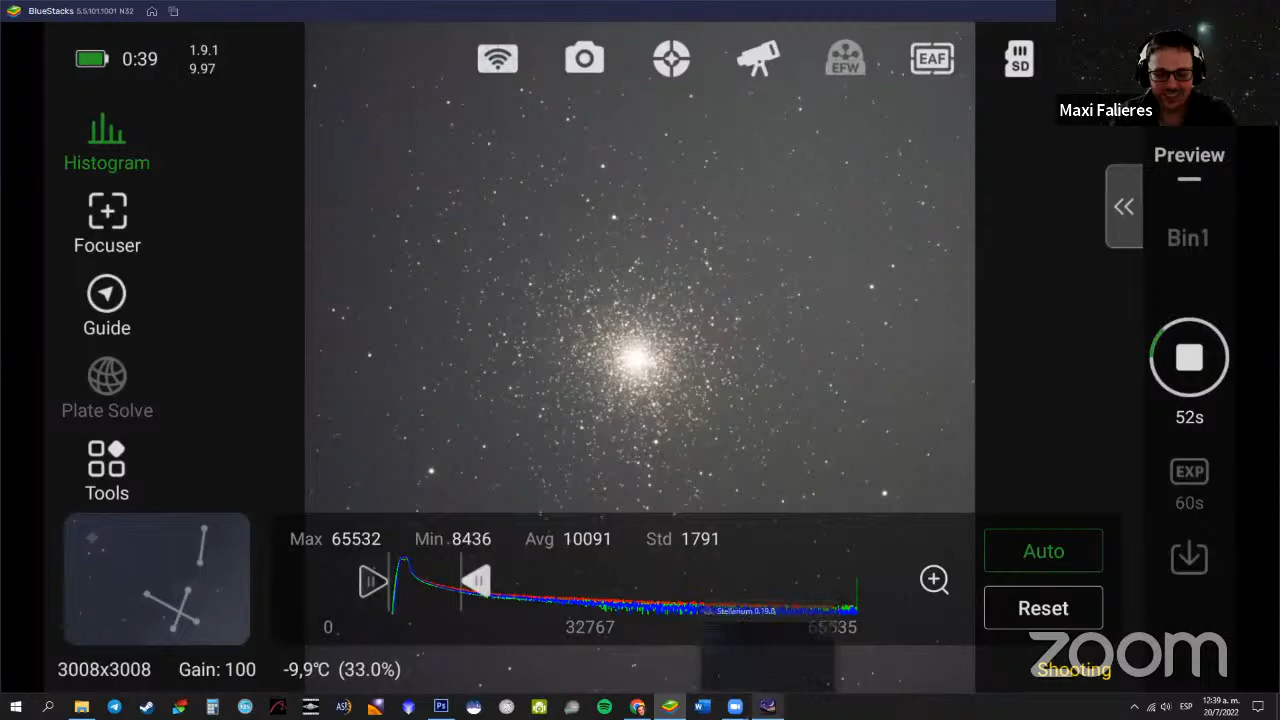 BlueStacks 5.5.101.1001 N32
0:39
1.9.1
9.97
EFW
EAF
SD
Maxi Falieres
Histogram
Focuser
Guide
Plate Solve
Tools
Preview
Bin1
52s
EXP
60s
Max 65532 Min 8436 Avg 10091 Std 1791
Auto
Reset
Stellarium 0.19.0
0 32767 65535
3008x3008 Gain: 100 -9,9°C (33.0%)
Shooting
zoom
ESP
12:39 a. m.
20/7/2022